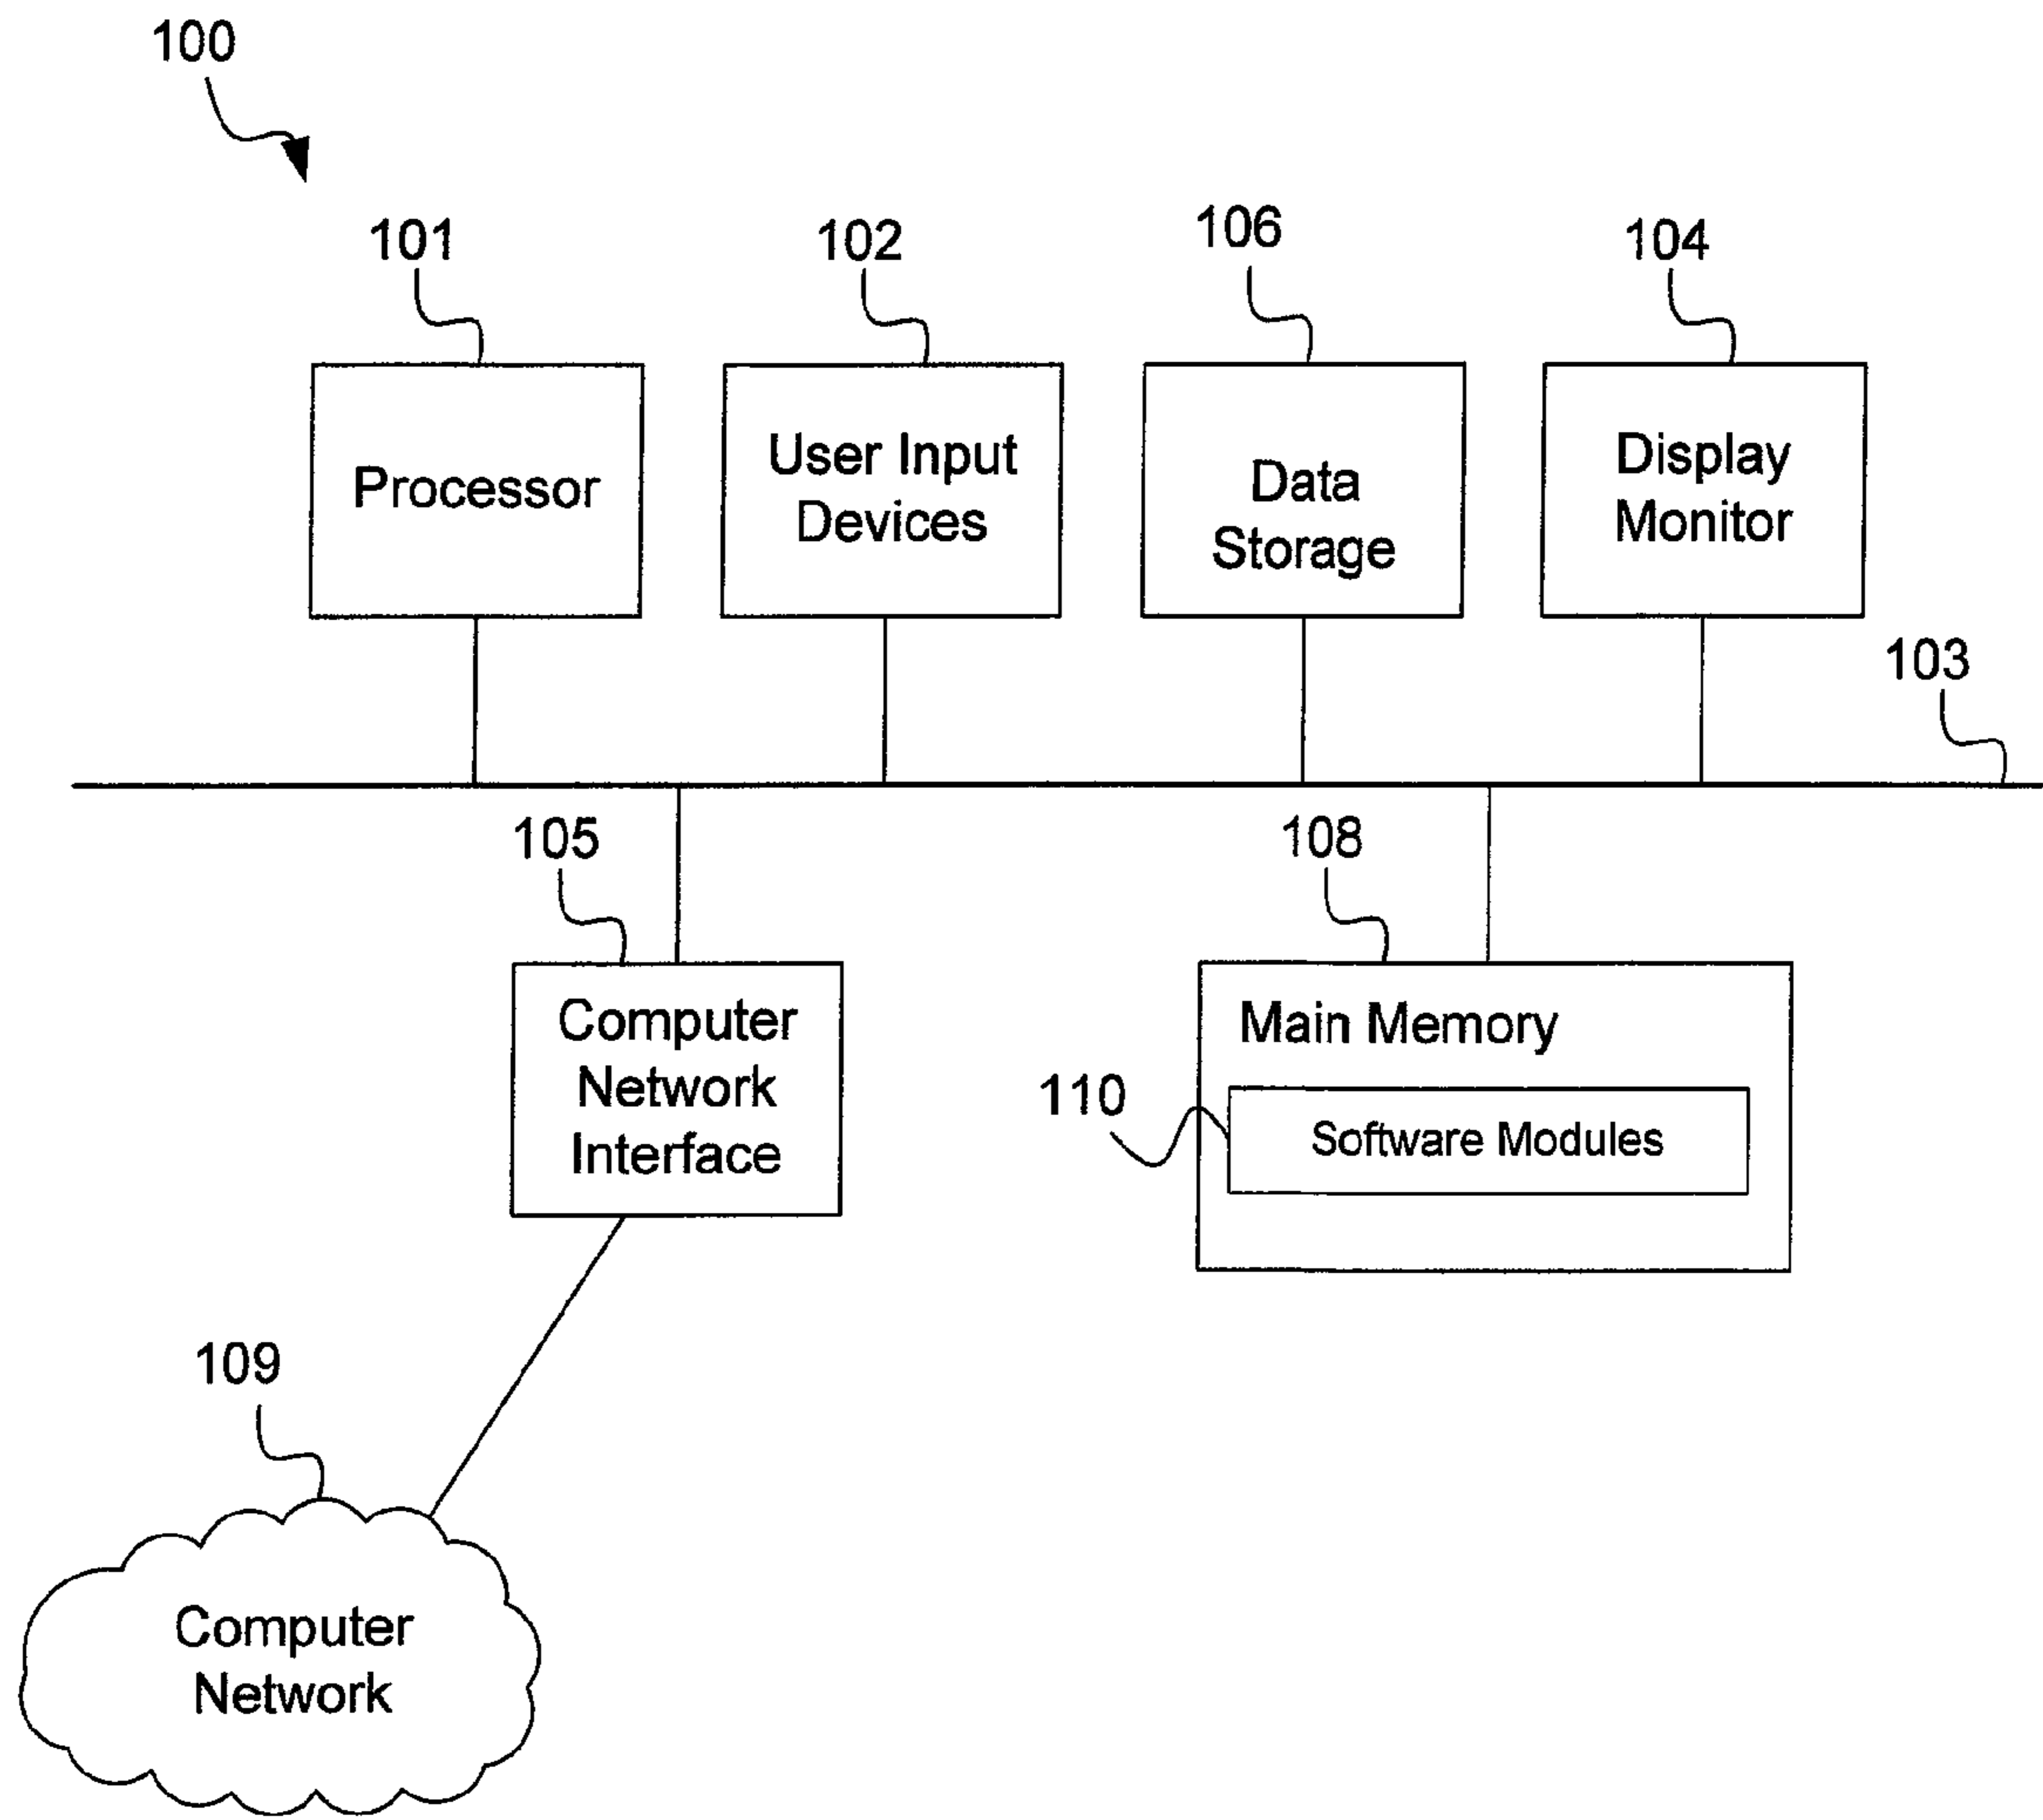 100
101
102
106
104
Processor
User Input
Devices
Data
Storage
Display
Monitor
103
105
108
Computer
Network
Interface
Main Memory
110
Software Modules
109
Computer
Network